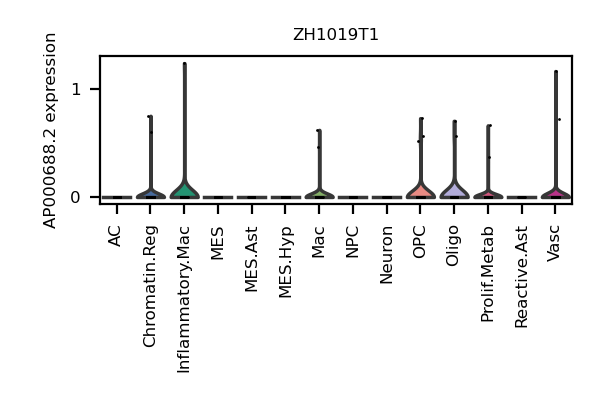 ZH1019T1
AP000688.2 expression
1
0
AC
Chromatin.Reg
Inflammatory.Mac
MES
MES.Ast
MES.Hyp
Mac
NPC
Neuron
OPC
Oligo
Prolif.Metab
Reactive.Ast
Vasc